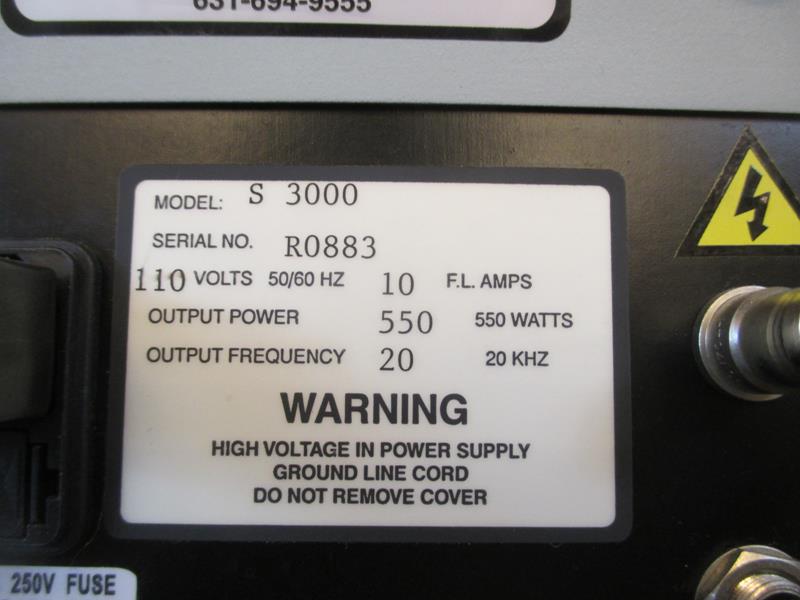 631-694-9555
MODEL: S 3000
SERIAL NO. R0883
110 VOLTS 50/60 HZ 10 F.L. AMPS
OUTPUT POWER 550 550 WATTS
OUTPUT FREQUENCY 20 20 KHZ
WARNING
HIGH VOLTAGE IN POWER SUPPLY
GROUND LINE CORD
DO NOT REMOVE COVER
250V FUSE